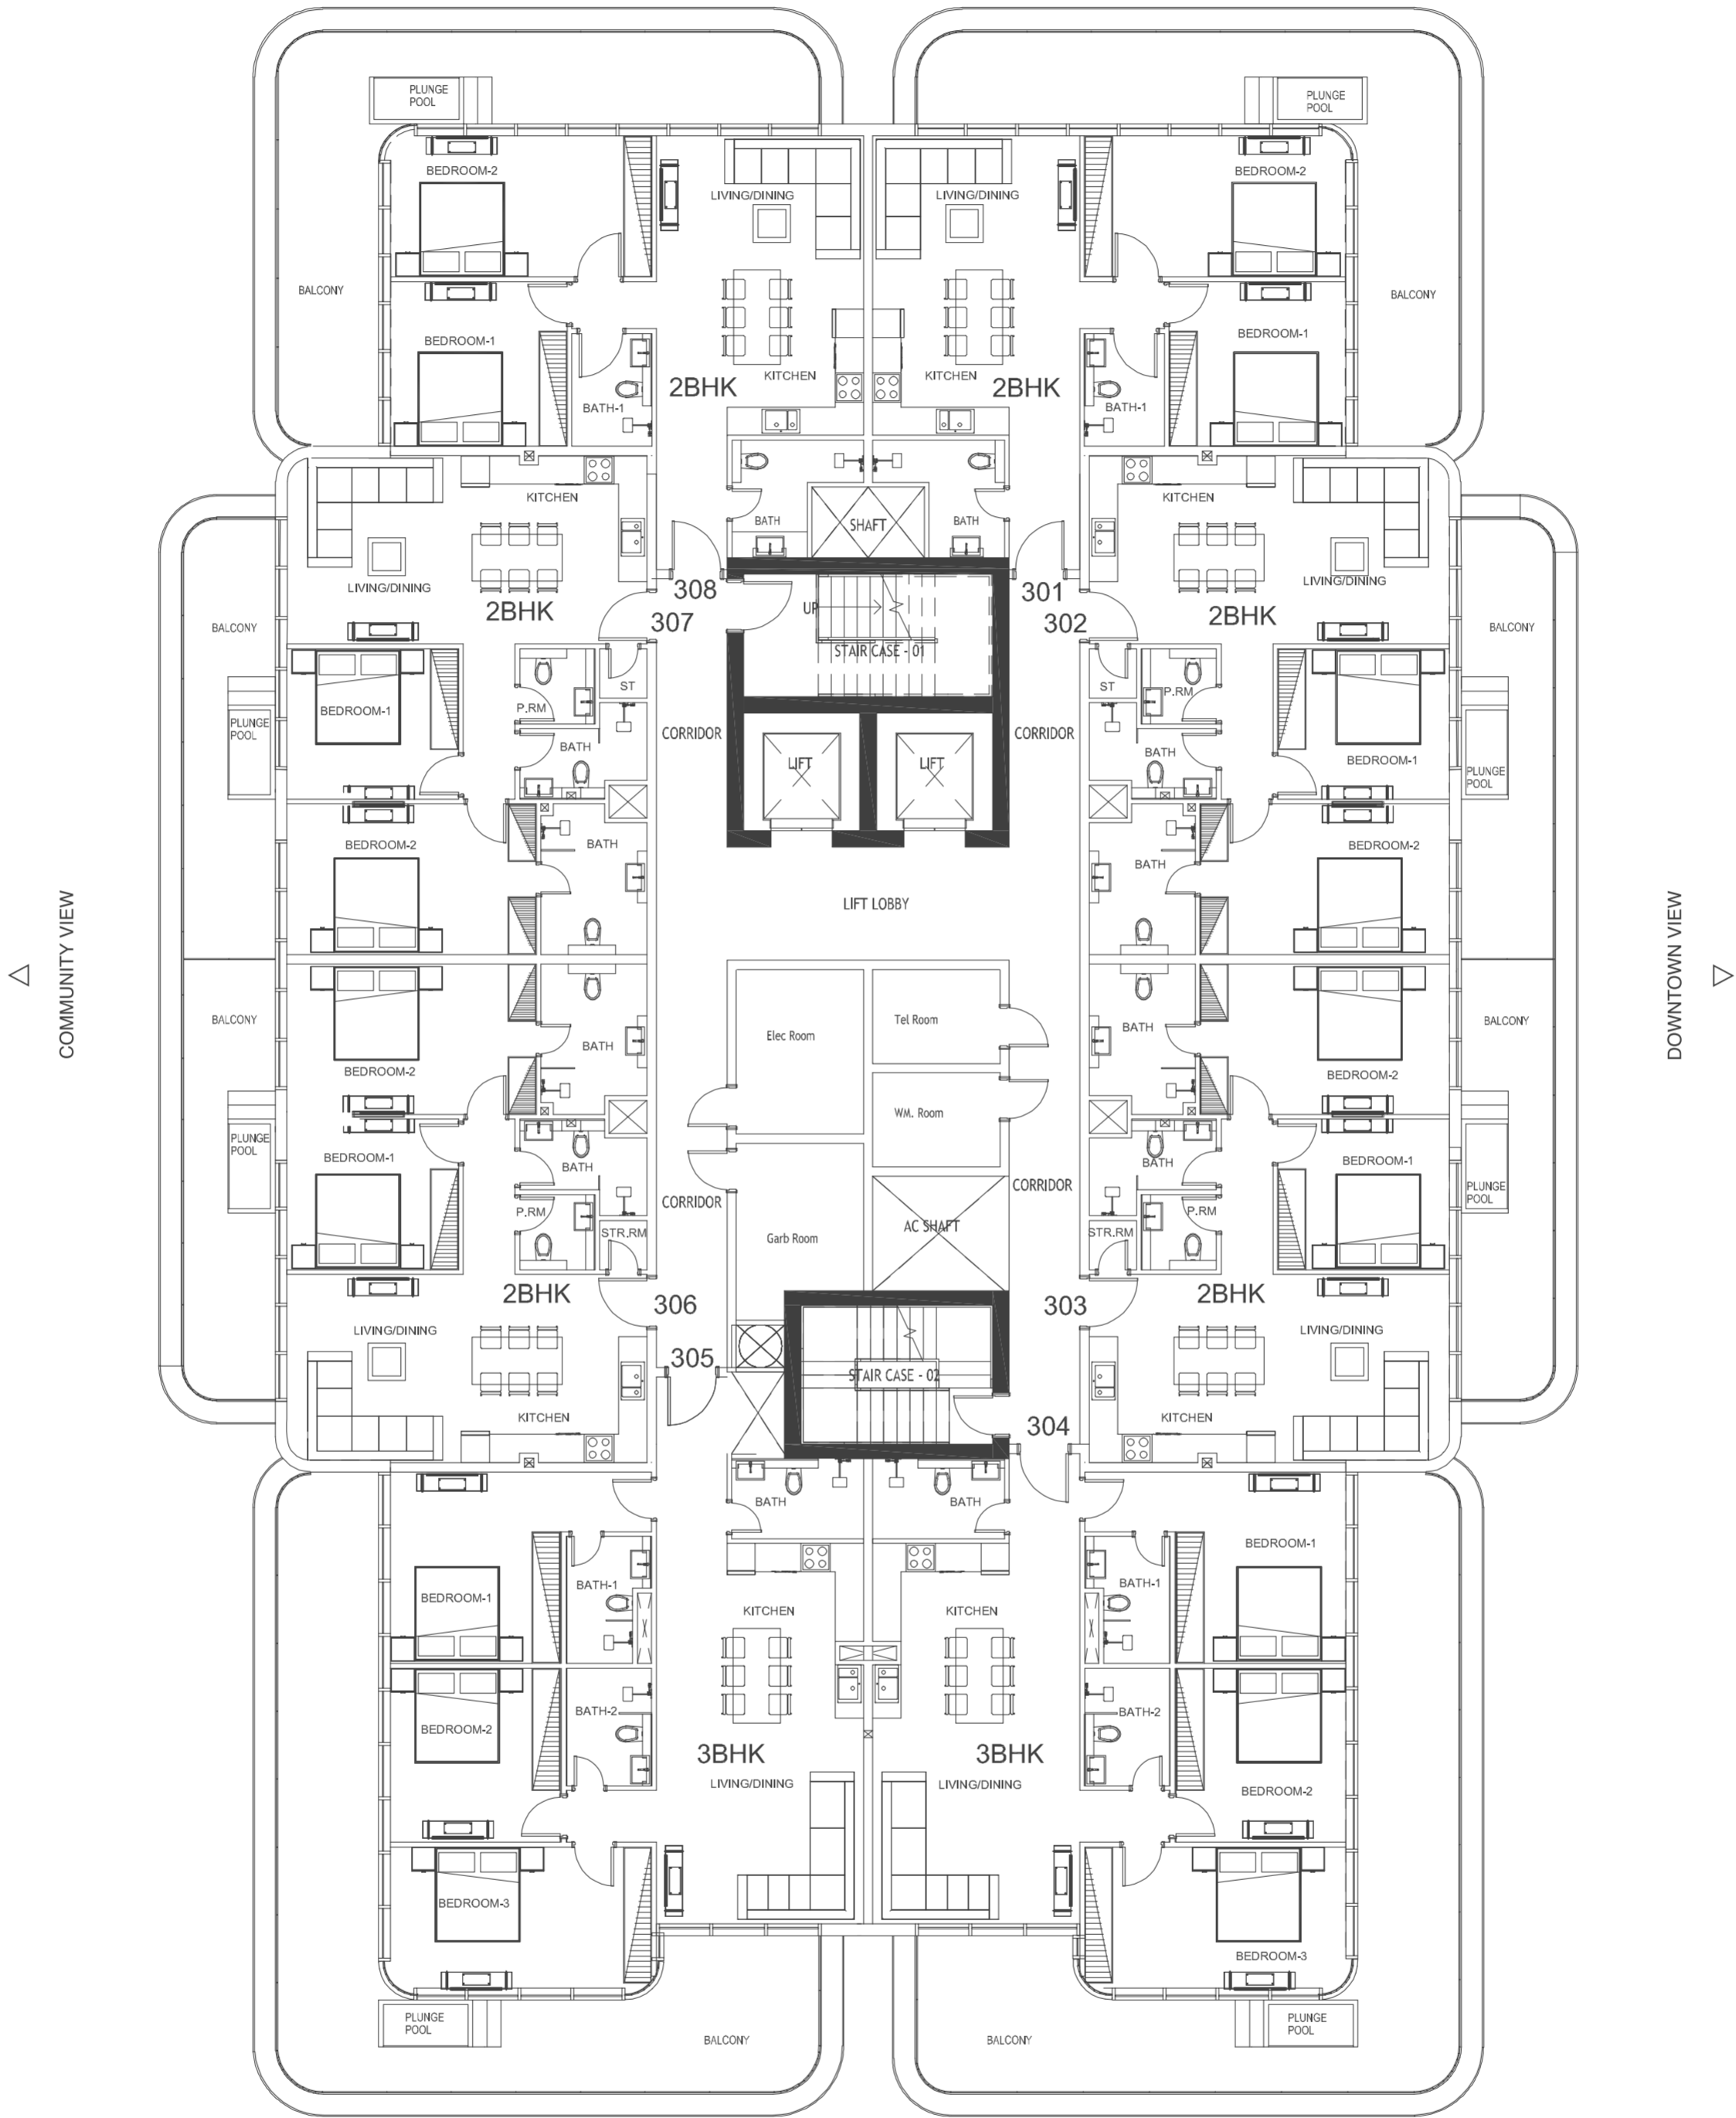 PLUNGE
POOL
PLUNGE
POOL
BEDROOM-2
LIVING/DINING
LIVING/DINING
BEDROOM-2
BALCONY
BALCONY
BEDROOM-1
BEDROOM-1
KITCHEN
KITCHEN
2BHK
2BHK
BATH-1
BATH-1
KITCHEN
KITCHEN
BATH
SHAFT
BATH
LIVING/DINING
LIVING/DINING
308
301
2BHK
2BHK
UP
307
302
BALCONY
BALCONY
STAIR CASE - 01
ST
ST
P.RM
P.RM
BEDROOM-1
PLUNGE
POOL
CORRIDOR
CORRIDOR
BATH
BATH
BEDROOM-1
LIFT
LIFT
PLUNGE
POOL
BEDROOM-2
BATH
BATH
BEDROOM-2
LIFT LOBBY
COMMUNITY VIEW
DOWNTOWN VIEW
BALCONY
Elec Room
Tel Room
BATH
BALCONY
BATH
BEDROOM-2
BEDROOM-2
WM. Room
PLUNGE
POOL
BEDROOM-1
BATH
BATH
BEDROOM-1
CORRIDOR
CORRIDOR
PLUNGE
POOL
P.RM
P.RM
STR.RM
Garb Room
AC SHAFT
STR.RM
2BHK
2BHK
306
303
LIVING/DINING
LIVING/DINING
305
STAIR CASE - 02
KITCHEN
KITCHEN
304
BATH
BATH
BEDROOM-1
BEDROOM-1
BATH-1
BATH-1
KITCHEN
KITCHEN
BATH-2
BATH-2
BEDROOM-2
3BHK
3BHK
LIVING/DINING
LIVING/DINING
BEDROOM-2
BEDROOM-3
BEDROOM-3
PLUNGE
POOL
PLUNGE
POOL
BALCONY
BALCONY